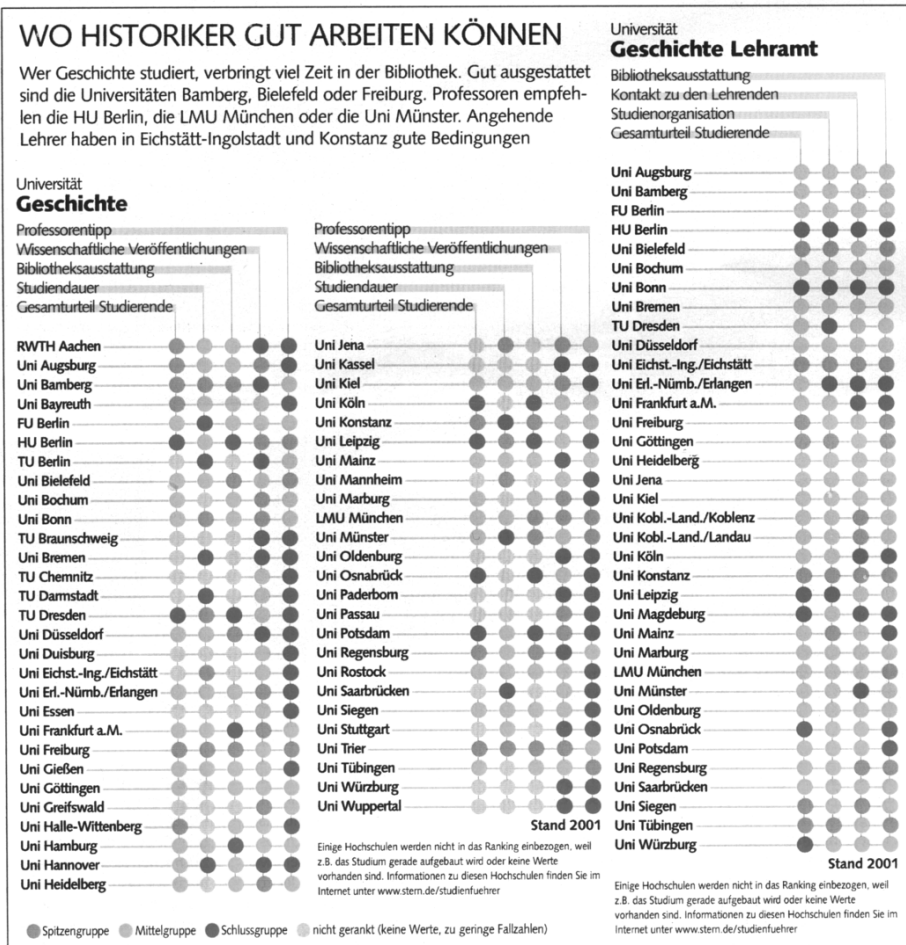 WO HISTORIKER GUT ARBEITEN KÖNNEN
Wer Geschichte studiert, verbringt viel Zeit in der Bibliothek. Gut ausgestattet
sind die Universitäten Bamberg, Bielefeld oder Freiburg. Professoren empfeh-
len die HU Berlin, die LMU München oder die Uni Münster. Angehende
Lehrer haben in Eichstätt-Ingolstadt und Konstanz gute Bedingungen
Universität
Geschichte
Professorentipp
Wissenschaftliche Veröffentlichungen
Bibliotheksausstattung
Studiendauer
Gesamturteil Studierende
RWTH Aachen
Uni Augsburg
Uni Bamberg
Uni Bayreuth
FU Berlin
HU Berlin
TU Berlin
Uni Bielefeld
Uni Bochum
Uni Bonn
TU Braunschweig
Uni Bremen
TU Chemnitz
TU Darmstadt
TU Dresden
Uni Düsseldorf
Uni Duisburg
Uni Eichst.-Ing./Eichstätt
Uni Erl.-Nürnb./Erlangen
Uni Essen
Uni Frankfurt a.M.
Uni Freiburg
Uni Gießen
Uni Göttingen
Uni Greifswald
Uni Halle-Wittenberg
Uni Hamburg
Uni Hannover
Uni Heidelberg
Professorentipp
Wissenschaftliche Veröffentlichungen
Bibliotheksausstattung
Studiendauer
Gesamturteil Studierende
Uni Jena
Uni Kassel
Uni Kiel
Uni Köln
Uni Konstanz
Uni Leipzig
Uni Mainz
Uni Mannheim
Uni Marburg
LMU München
Uni Münster
Uni Oldenburg
Uni Osnabrück
Uni Paderborn
Uni Passau
Uni Potsdam
Uni Regensburg
Uni Rostock
Uni Saarbrücken
Uni Siegen
Uni Stuttgart
Uni Trier
Uni Tübingen
Uni Würzburg
Uni Wuppertal
Stand 2001
Einige Hochschulen werden nicht in das Ranking einbezogen, weil
z.B. das Studium gerade aufgebaut wird oder keine Werte
vorhanden sind. Informationen zu diesen Hochschulen finden Sie im
Internet unter www.stern.de/studienfuehrer
Universität
Geschichte Lehramt
Bibliotheksausstattung
Kontakt zu den Lehrenden
Studienorganisation
Gesamturteil Studierende
Uni Augsburg
Uni Bamberg
FU Berlin
HU Berlin
Uni Bielefeld
Uni Bochum
Uni Bonn
Uni Bremen
TU Dresden
Uni Düsseldorf
Uni Eichst.-Ing./Eichstätt
Uni Erl.-Nürnb./Erlangen
Uni Frankfurt a.M.
Uni Freiburg
Uni Göttingen
Uni Heidelberg
Uni Jena
Uni Kiel
Uni Kobl.-Land./Koblenz
Uni Kobl.-Land./Landau
Uni Köln
Uni Konstanz
Uni Leipzig
Uni Magdeburg
Uni Mainz
Uni Marburg
LMU München
Uni Münster
Uni Oldenburg
Uni Osnabrück
Uni Potsdam
Uni Regensburg
Uni Saarbrücken
Uni Siegen
Uni Tübingen
Uni Würzburg
Stand 2001
Einige Hochschulen werden nicht in das Ranking einbezogen, weil
z.B. das Studium gerade aufgebaut wird oder keine Werte
vorhanden sind. Informationen zu diesen Hochschulen finden Sie im
Internet unter www.stern.de/studienfuehrer
Spitzengruppe Mittelgruppe Schlussgruppe nicht gerankt (keine Werte, zu geringe Fallzahlen)